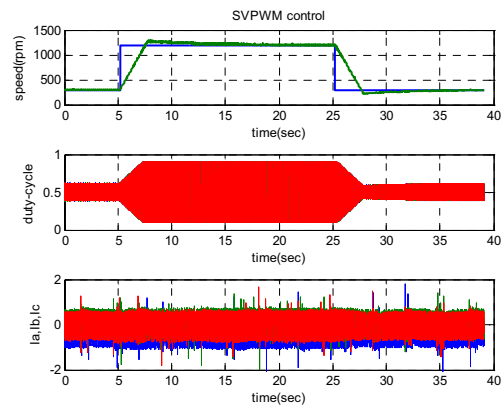 SVPWM control
1500
1000
500
0
speed(rpm)
0 5 10 15 20 25 30 35 40
time(sec)
1
0.5
0
duty-cycle
0 5 10 15 20 25 30 35 40
time(sec)
2
0
-2
Ia,Ib,Ic
0 5 10 15 20 25 30 35 40
time(sec)